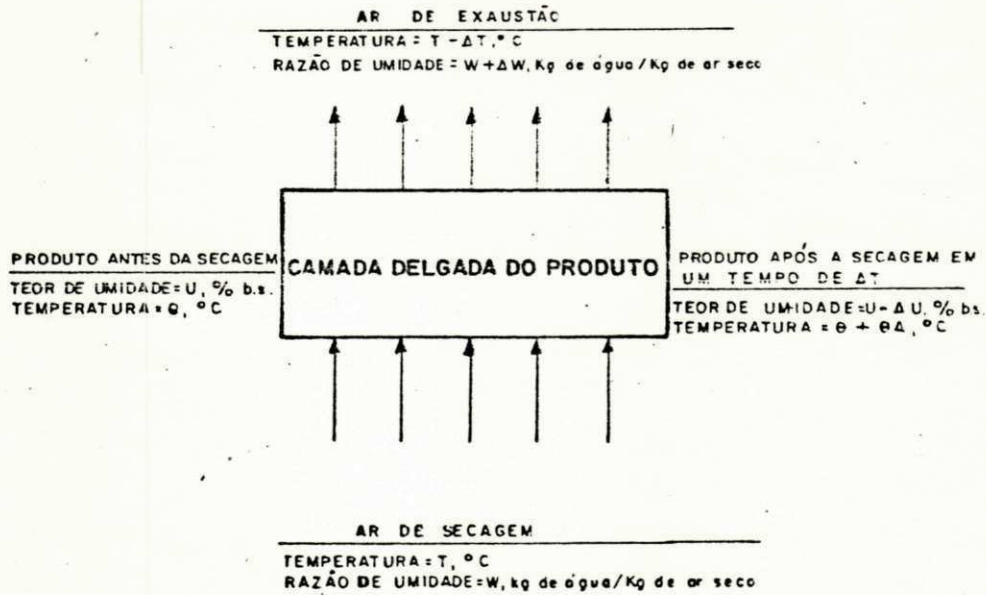 AR DE EXAUSTÃO
TEMPERATURA = T - ΔT, °C
RAZÃO DE UMIDADE = W + ΔW, Kg de água / Kg de ar seco
PRODUTO ANTES DA SECAGEM
TEOR DE UMIDADE = U, % b.s.
TEMPERATURA = θ, °C
CAMADA DELGADA DO PRODUTO
PRODUTO APÓS A SECAGEM EM
UM TEMPO DE ΔT
TEOR DE UMIDADE = U - ΔU, % b.s.
TEMPERATURA = θ + θΔ, °C
AR DE SECAGEM
TEMPERATURA = T, °C
RAZÃO DE UMIDADE = W, kg de água/Kg de ar seco